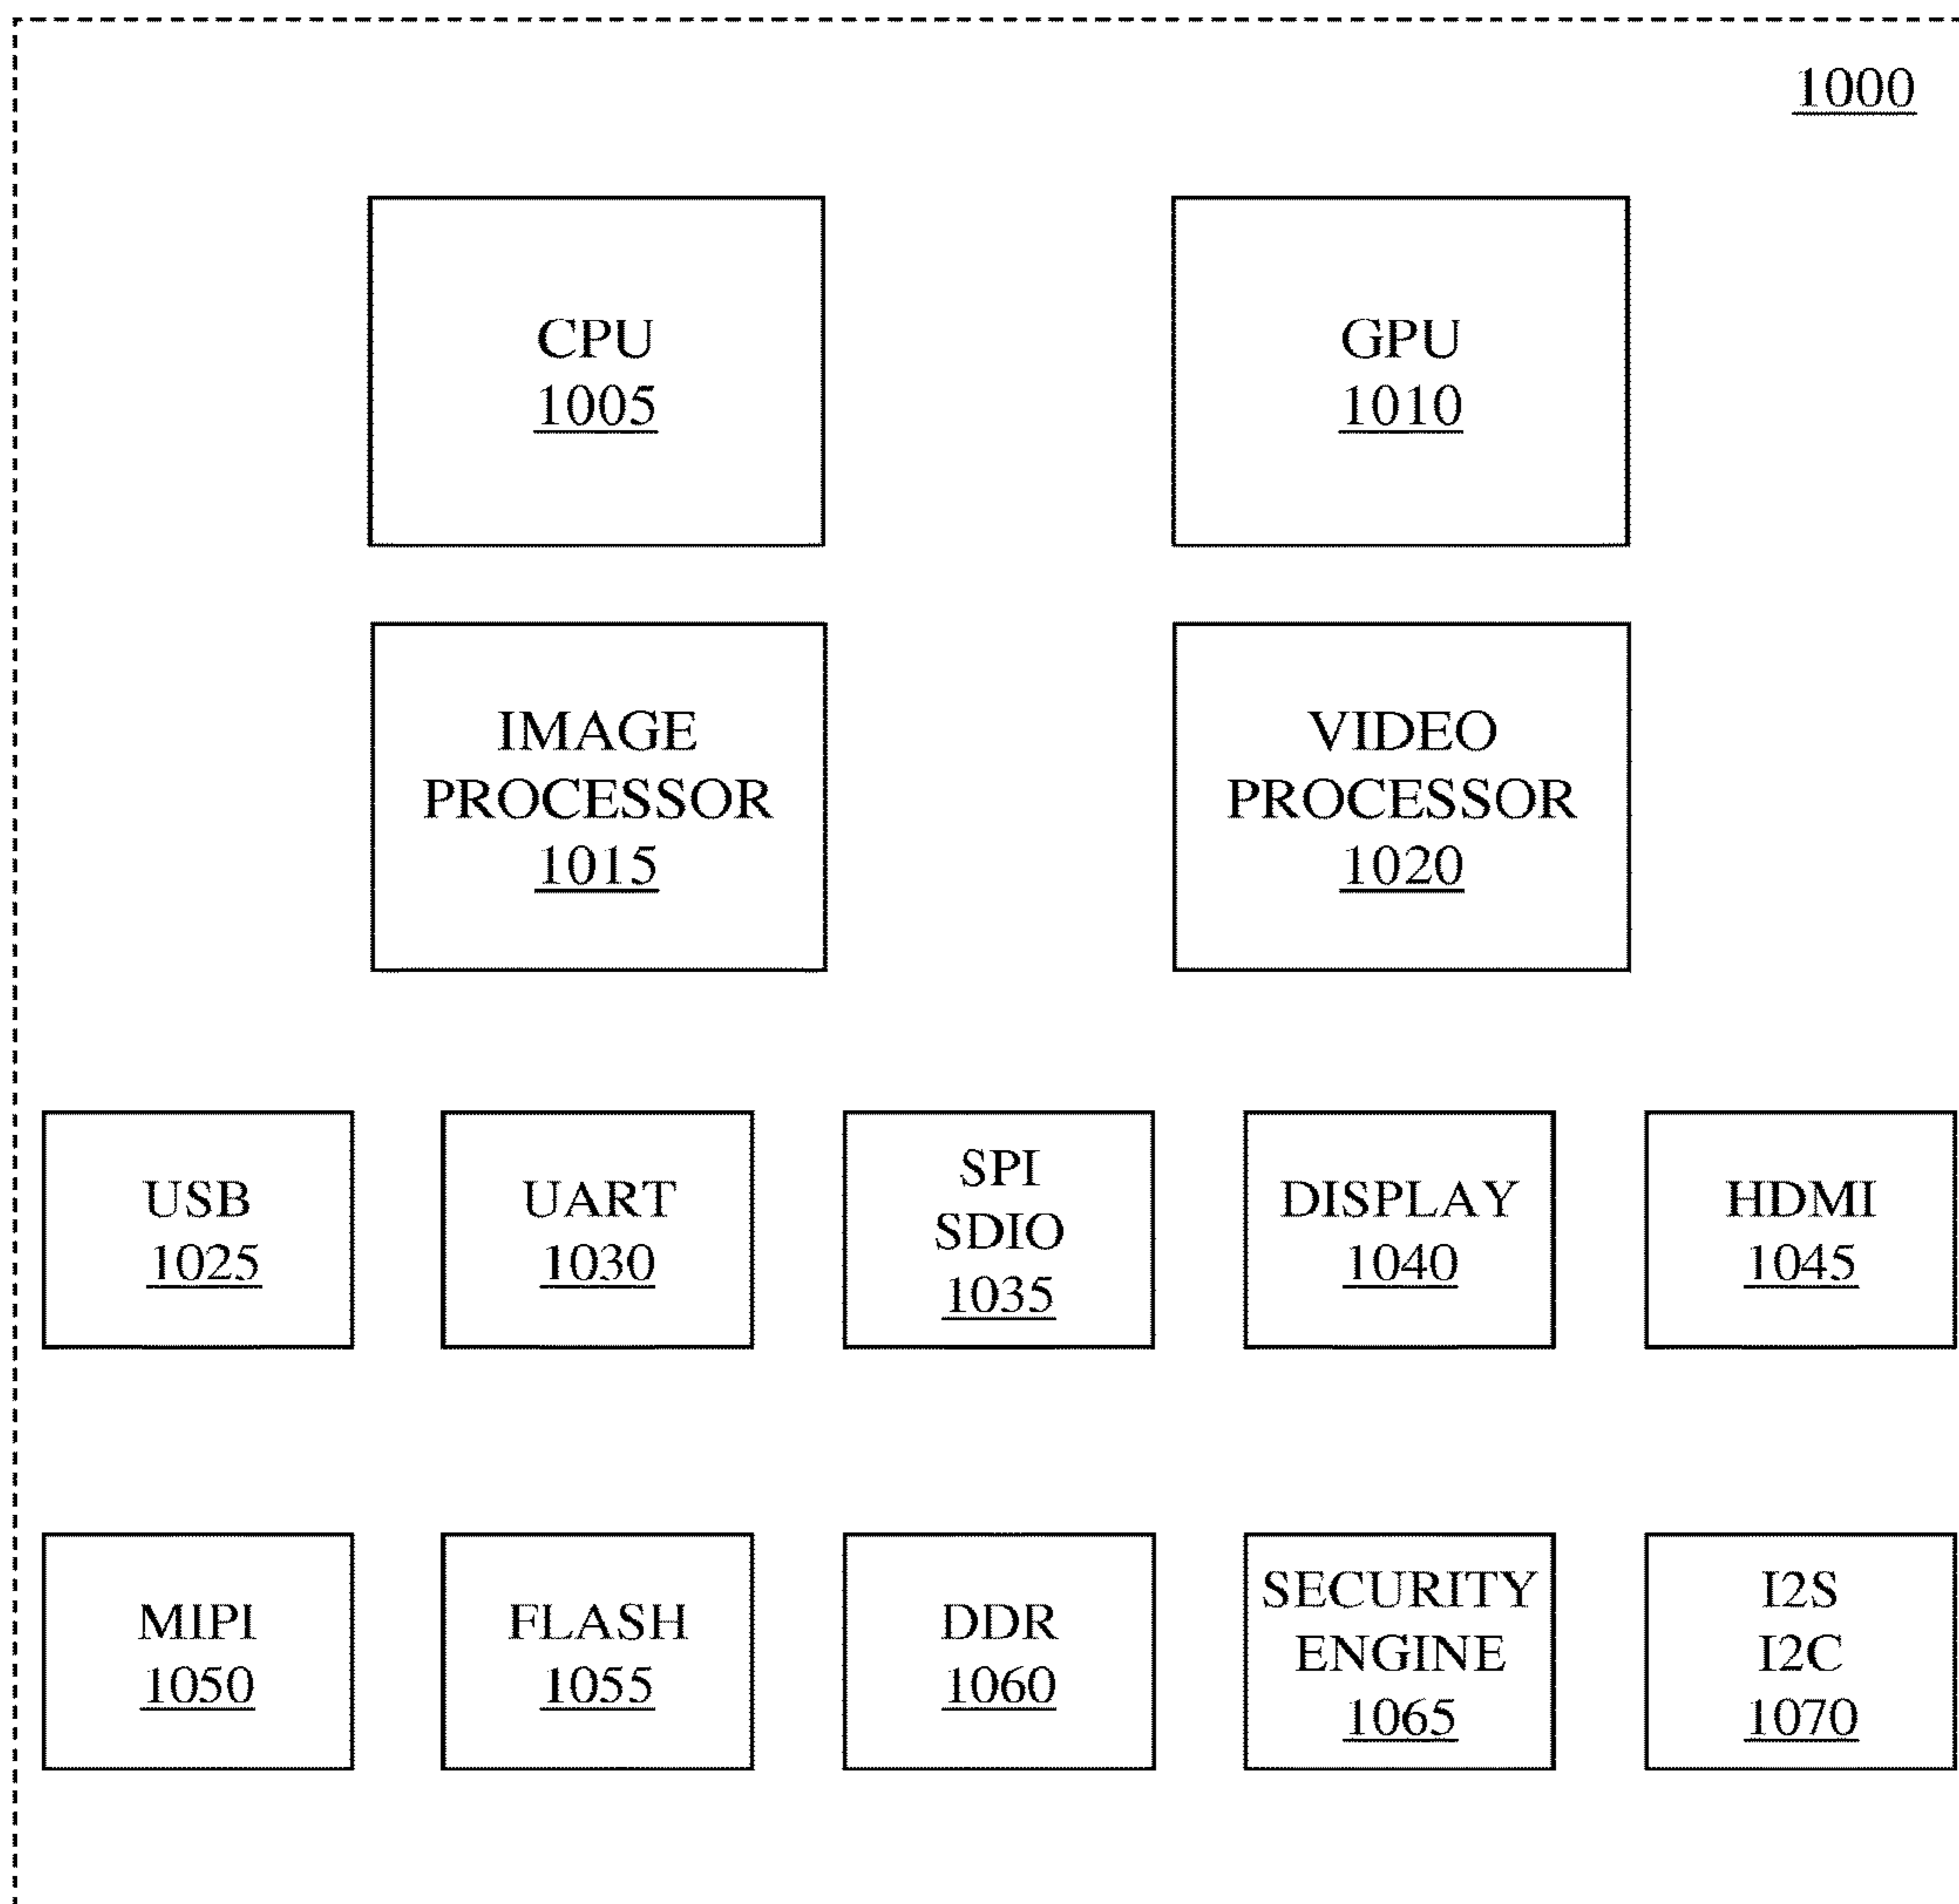 1000
CPU
1005
GPU
1010
IMAGE
PROCESSOR
1015
VIDEO
PROCESSOR
1020
USB
1025
UART
1030
SPI
SDIO
1035
DISPLAY
1040
HDMI
1045
MIPI
1050
FLASH
1055
DDR
1060
SECURITY
ENGINE
1065
I2S
I2C
1070